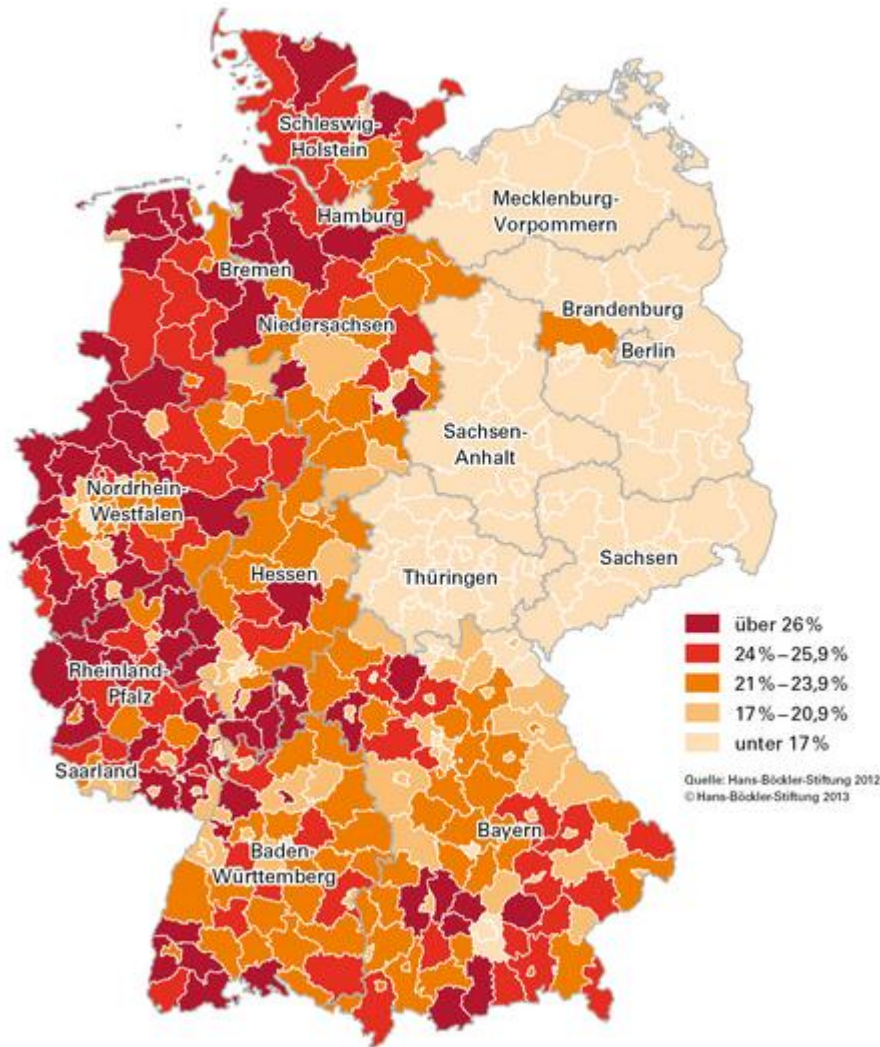 Schleswig-
Holstein
Mecklenburg-
Vorpommern
Hamburg
Bremen
Niedersachsen
Brandenburg
Berlin
Sachsen-
Anhalt
Nordrhein-
Westfalen
Hessen
Thüringen
Sachsen
Rheinland-
Pfalz
Saarland
Bayern
Baden-
Württemberg
über 26%
24%–25,9%
21%–23,9%
17%–20,9%
unter 17%
Quelle: Hans-Böckler-Stiftung 2012
© Hans-Böckler-Stiftung 2013